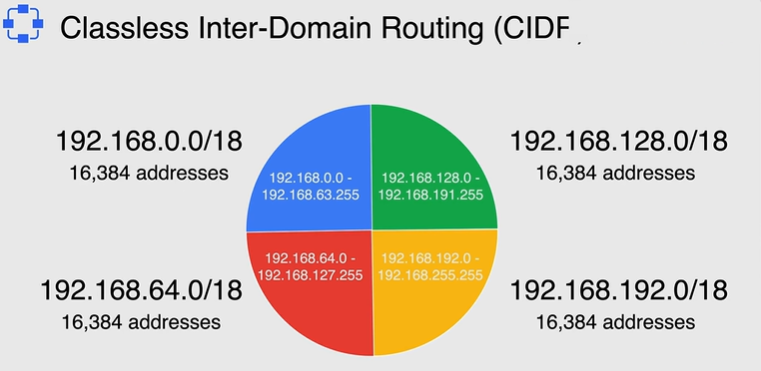 Classless Inter-Domain Routing (CIDF
192.168.0.0/18
16,384 addresses
192.168.0.0 -
192.168.63.255
192.168.128.0 -
192.168.191.255
192.168.128.0/18
16,384 addresses
192.168.64.0/18
16,384 addresses
192.168.64.0 -
192.168.127.255
192.168.192.0 -
192.168.255.255
192.168.192.0/18
16,384 addresses